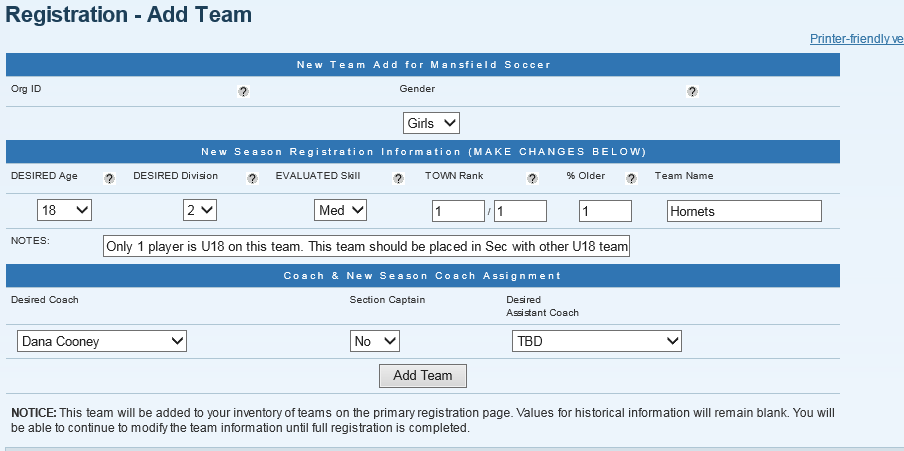 Registration - Add Team
Printer-friendly ve
New Team Add for Mansfield Soccer
Org ID ? Gender ?
Girls
New Season Registration Information (MAKE CHANGES BELOW)
DESIRED Age ? DESIRED Division ? EVALUATED Skill ? TOWN Rank ? % Older ? Team Name
18 2 Med 1 / 1 1 Hornets
NOTES: Only 1 player is U18 on this team. This team should be placed in Sec with other U18 team
Coach & New Season Coach Assignment
Desired Coach Section Captain Desired
Assistant Coach
Dana Cooney No TBD
Add Team
NOTICE: This team will be added to your inventory of teams on the primary registration page. Values for historical information will remain blank. You will
be able to continue to modify the team information until full registration is completed.